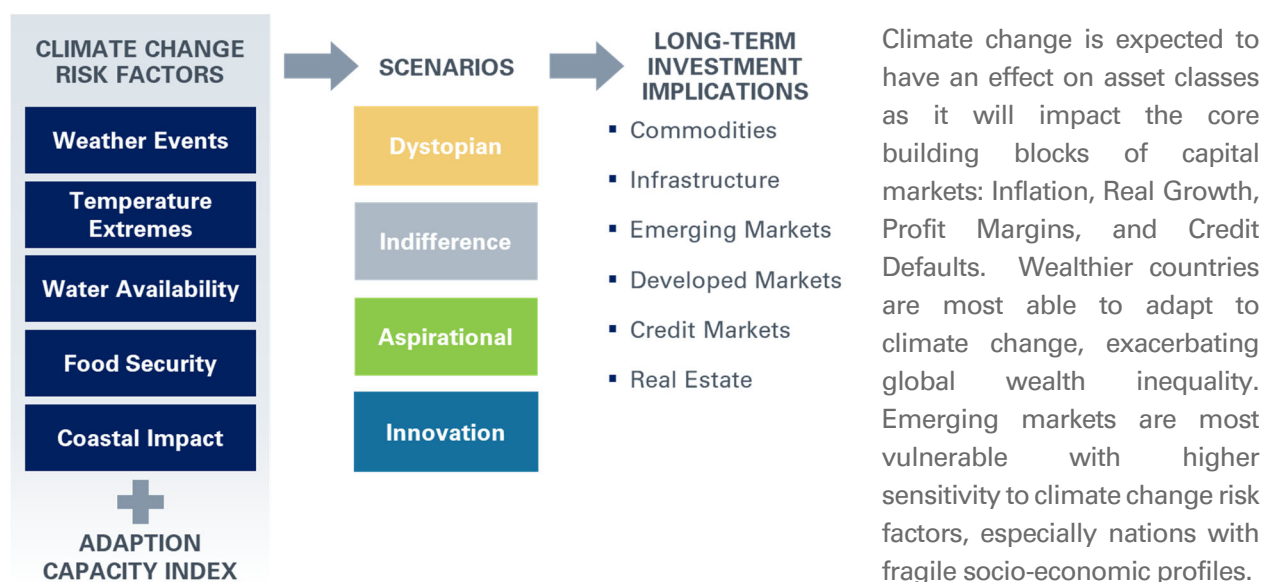 CLIMATE CHANGE
RISK FACTORS
Weather Events
Temperature
Extremes
Water Availability
Food Security
Coastal Impact
ADAPTION
CAPACITY INDEX
SCENARIOS
Dystopian
Indifference
Aspirational
Innovation
LONG-TERM
INVESTMENT
IMPLICATIONS
▪ Commodities
▪ Infrastructure
▪ Emerging Markets
▪ Developed Markets
▪ Credit Markets
▪ Real Estate
Climate change is expected to
have an effect on asset classes
as it will impact the core
building blocks of capital
markets: Inflation, Real Growth,
Profit Margins, and Credit
Defaults. Wealthier countries
are most able to adapt to
climate change, exacerbating
global wealth inequality.
Emerging markets are most
vulnerable with higher
sensitivity to climate change risk
factors, especially nations with
fragile socio-economic profiles.